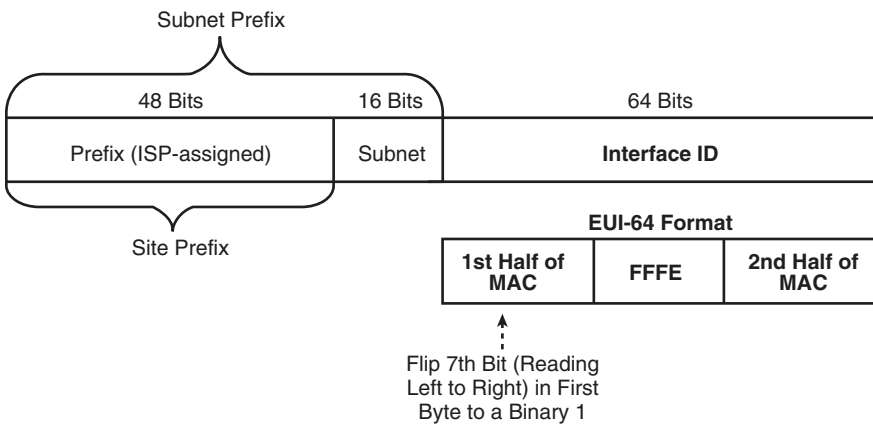 Subnet Prefix
48 Bits
16 Bits
64 Bits
Prefix (ISP-assigned)
Subnet
Interface ID
Site Prefix
EUI-64 Format
1st Half of
MAC
FFFE
2nd Half of
MAC
Flip 7th Bit (Reading
Left to Right) in First
Byte to a Binary 1